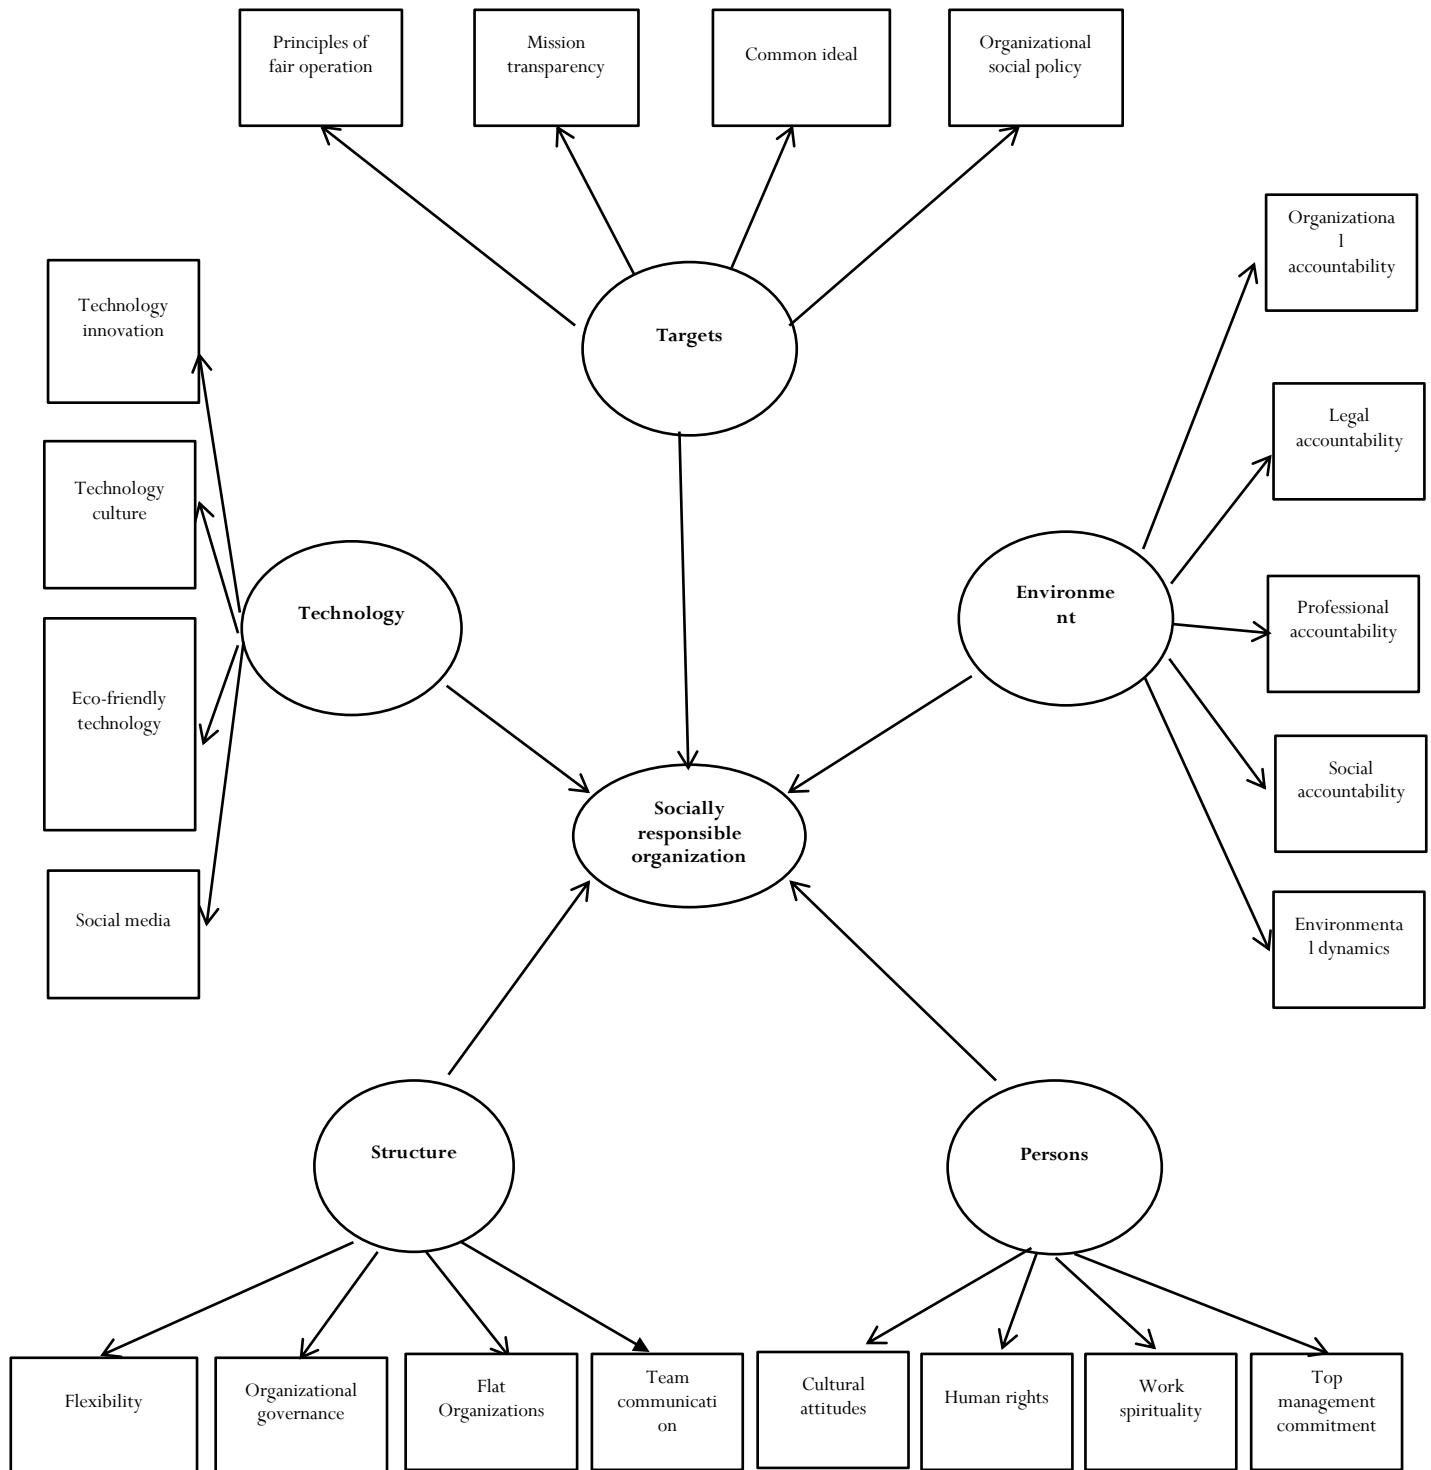 Principles of
fair operation
Mission
transparency
Common ideal
Organizational
social policy
Organizationa
l
accountability
Technology
innovation
Targets
Legal
accountability
Technology
culture
Technology
Environme
nt
Professional
accountability
Eco-friendly
technology
Social
accountability
Socially
responsible
organization
Social media
Environmenta
l dynamics
Structure
Persons
Flexibility
Organizational
governance
Flat
Organizations
Team
communicati
on
Cultural
attitudes
Human rights
Work
spirituality
Top
management
commitment